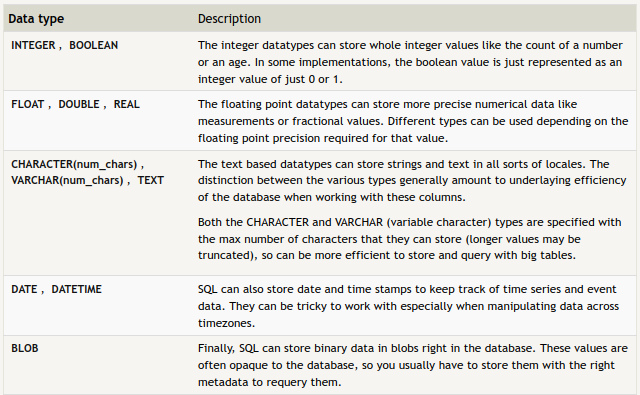 Data type Description
INTEGER , BOOLEAN The integer datatypes can store whole integer values like the count of a number
or an age. In some implementations, the boolean value is just represented as an
integer value of just 0 or 1.
FLOAT , DOUBLE , REAL The floating point datatypes can store more precise numerical data like
measurements or fractional values. Different types can be used depending on the
floating point precision required for that value.
CHARACTER(num_chars) , The text based datatypes can store strings and text in all sorts of locales. The
VARCHAR(num_chars) , TEXT distinction between the various types generally amount to underlaying efficiency
of the database when working with these columns.
Both the CHARACTER and VARCHAR (variable character) types are specified with
the max number of characters that they can store (longer values may be
truncated), so can be more efficient to store and query with big tables.
DATE , DATETIME SQL can also store date and time stamps to keep track of time series and event
data. They can be tricky to work with especially when manipulating data across
timezones.
BLOB Finally, SQL can store binary data in blobs right in the database. These values are
often opaque to the database, so you usually have to store them with the right
metadata to requery them.